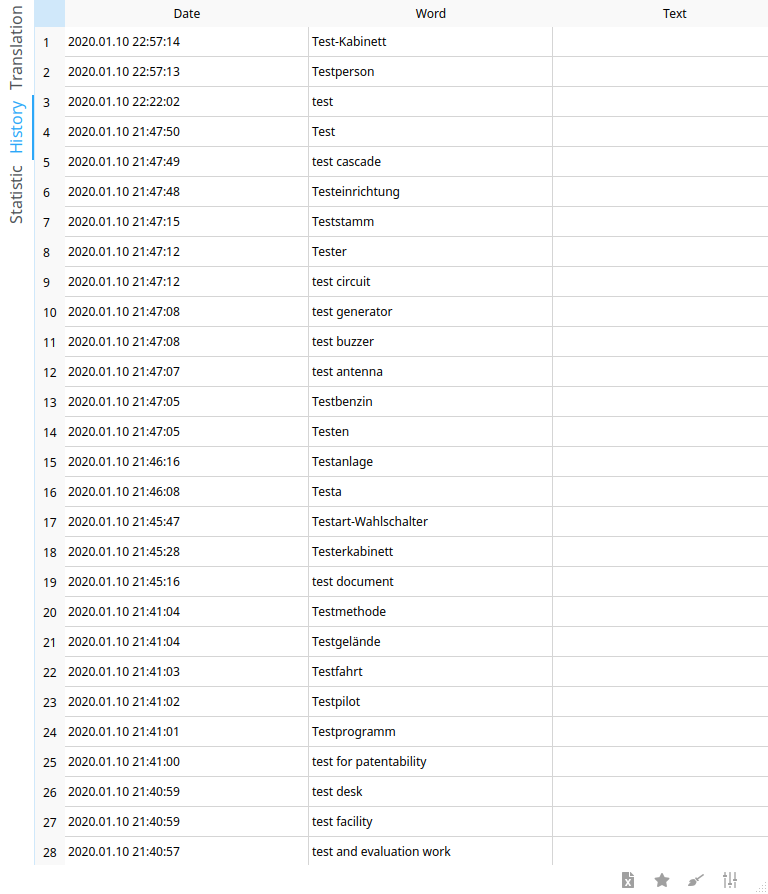 Translation
History
Statistic
Date Word Text
1 2020.01.10 22:57:14 Test-Kabinett
2 2020.01.10 22:57:13 Testperson
3 2020.01.10 22:22:02 test
4 2020.01.10 21:47:50 Test
5 2020.01.10 21:47:49 test cascade
6 2020.01.10 21:47:48 Testeinrichtung
7 2020.01.10 21:47:15 Teststamm
8 2020.01.10 21:47:12 Tester
9 2020.01.10 21:47:12 test circuit
10 2020.01.10 21:47:08 test generator
11 2020.01.10 21:47:08 test buzzer
12 2020.01.10 21:47:07 test antenna
13 2020.01.10 21:47:05 Testbenzin
14 2020.01.10 21:47:05 Testen
15 2020.01.10 21:46:16 Testanlage
16 2020.01.10 21:46:08 Testa
17 2020.01.10 21:45:47 Testart-Wahlschalter
18 2020.01.10 21:45:28 Testerkabinett
19 2020.01.10 21:45:16 test document
20 2020.01.10 21:41:04 Testmethode
21 2020.01.10 21:41:04 Testgelände
22 2020.01.10 21:41:03 Testfahrt
23 2020.01.10 21:41:02 Testpilot
24 2020.01.10 21:41:01 Testprogramm
25 2020.01.10 21:41:00 test for patentability
26 2020.01.10 21:40:59 test desk
27 2020.01.10 21:40:59 test facility
28 2020.01.10 21:40:57 test and evaluation work